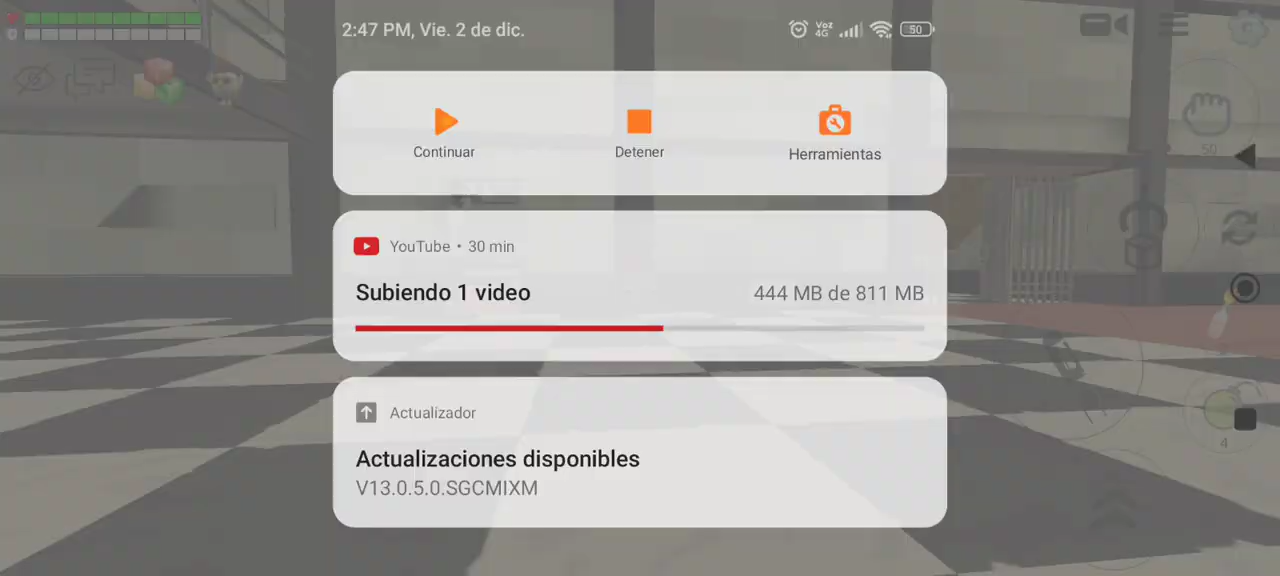 2:47 PM, Vie. 2 de dic.
Voz
4G
50
Continuar
Detener
Herramientas
50
YouTube • 30 min
Subiendo 1 video
444 MB de 811 MB
Actualizador
Actualizaciones disponibles
V13.0.5.0.SGCMIXM
4